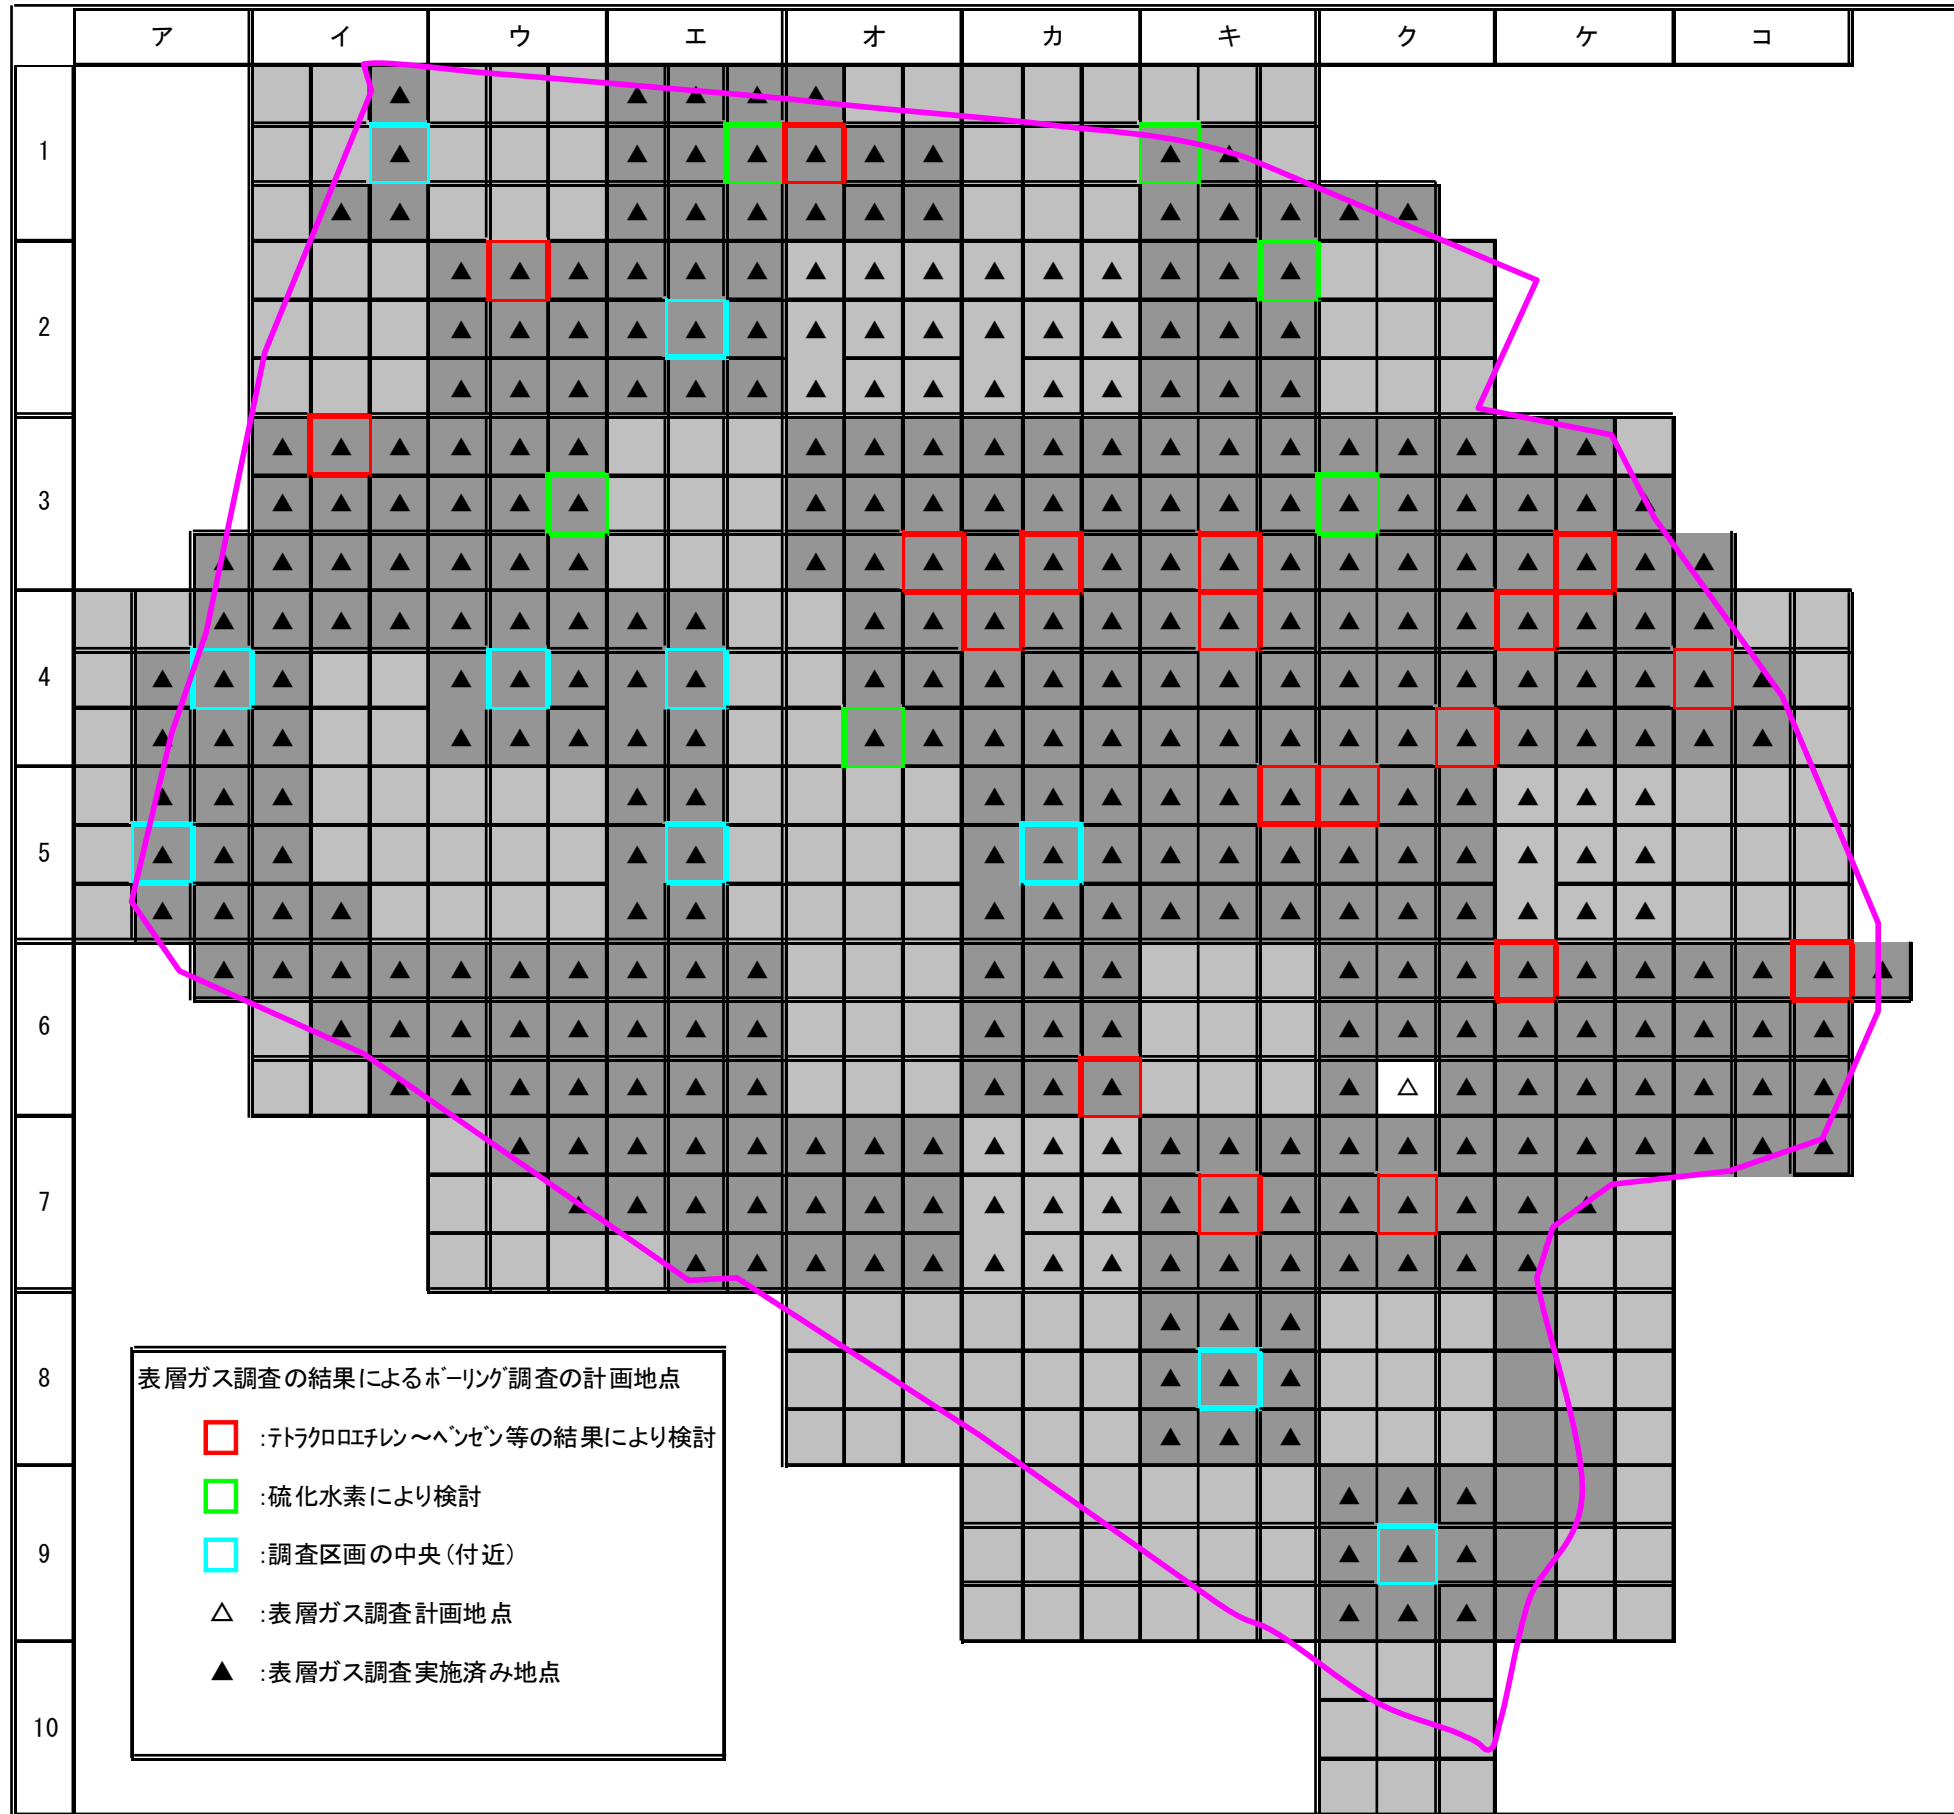 ア イ ウ エ オ カ キ ク ケ コ
1
2
3
4
5
6
7
8
9
10
表層ガス調査の結果によるボーリング調査の計画地点
:テトラクロロエチレン～ベンゼン等の結果により検討
:硫化水素により検討
:調査区画の中央(付近)
△ :表層ガス調査計画地点
▲ :表層ガス調査実施済み地点